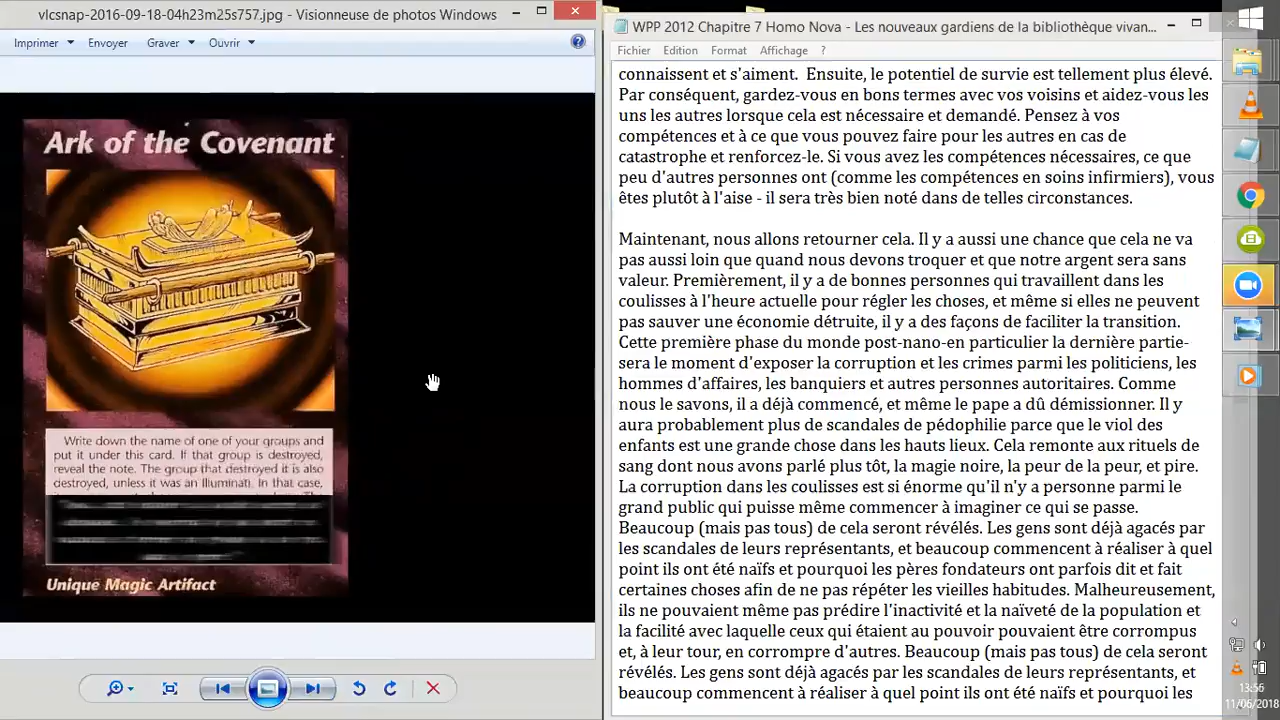 vlcsnap-2016-09-18-04h23m25s757.jpg - Visionneuse de photos Windows
Imprimer Envoyer Graver Ouvrir
Ark of the Covenant
Write down the name of one of your groups and
put it under this card. If that group is destroyed,
reveal the note. The group that destroyed it is also
destroyed, unless it was an Illuminati. In that case,
Unique Magic Artifact
WPP 2012 Chapitre 7 Homo Nova - Les nouveaux gardiens de la bibliothèque vivan...
Fichier Edition Format Affichage ?
connaissent et s'aiment. Ensuite, le potentiel de survie est tellement plus élevé.
Par conséquent, gardez-vous en bons termes avec vos voisins et aidez-vous les
uns les autres lorsque cela est nécessaire et demandé. Pensez à vos
compétences et à ce que vous pouvez faire pour les autres en cas de
catastrophe et renforcez-le. Si vous avez les compétences nécessaires, ce que
peu d'autres personnes ont (comme les compétences en soins infirmiers), vous
êtes plutôt à l'aise - il sera très bien noté dans de telles circonstances.
Maintenant, nous allons retourner cela. Il y a aussi une chance que cela ne va
pas aussi loin que quand nous devons troquer et que notre argent sera sans
valeur. Premièrement, il y a de bonnes personnes qui travaillent dans les
coulisses à l'heure actuelle pour régler les choses, et même si elles ne peuvent
pas sauver une économie détruite, il y a des façons de faciliter la transition.
Cette première phase du monde post-nano-en particulier la dernière partie-
sera le moment d'exposer la corruption et les crimes parmi les politiciens, les
hommes d'affaires, les banquiers et autres personnes autoritaires. Comme
nous le savons, il a déjà commencé, et même le pape a dû démissionner. Il y
aura probablement plus de scandales de pédophilie parce que le viol des
enfants est une grande chose dans les hauts lieux. Cela remonte aux rituels de
sang dont nous avons parlé plus tôt, la magie noire, la peur de la peur, et pire.
La corruption dans les coulisses est si énorme qu'il n'y a personne parmi le
grand public qui puisse même commencer à imaginer ce qui se passe.
Beaucoup (mais pas tous) de cela seront révélés. Les gens sont déjà agacés par
les scandales de leurs représentants, et beaucoup commencent à réaliser à quel
point ils ont été naïfs et pourquoi les pères fondateurs ont parfois dit et fait
certaines choses afin de ne pas répéter les vieilles habitudes. Malheureusement,
ils ne pouvaient même pas prédire l'inactivité et la naïveté de la population et
la facilité avec laquelle ceux qui étaient au pouvoir pouvaient être corrompus
et, à leur tour, en corrompre d'autres. Beaucoup (mais pas tous) de cela seront
révélés. Les gens sont déjà agacés par les scandales de leurs représentants, et
beaucoup commencent à réaliser à quel point ils ont été naïfs et pourquoi les
13:56
11/06/2018